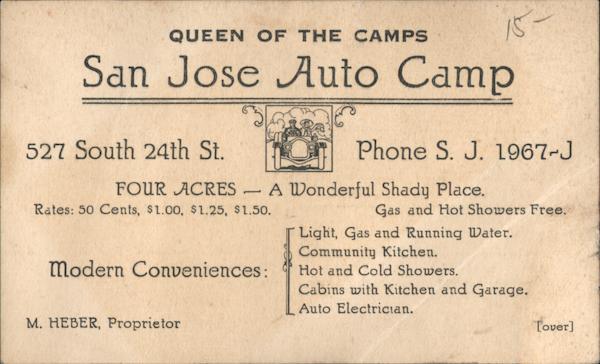 15-
QUEEN OF THE CAMPS
San Jose Auto Camp
527 South 24th St. Phone S. J. 1967-J
FOUR ACRES — A Wonderful Shady Place.
Rates: 50 Cents, $1.00, $1.25, $1.50. Gas and Hot Showers Free.
Modern Conveniences:
Light, Gas and Running Water.
Community Kitchen.
Hot and Cold Showers.
Cabins with Kitchen and Garage.
Auto Electrician.
M. HEBER, Proprietor [over]